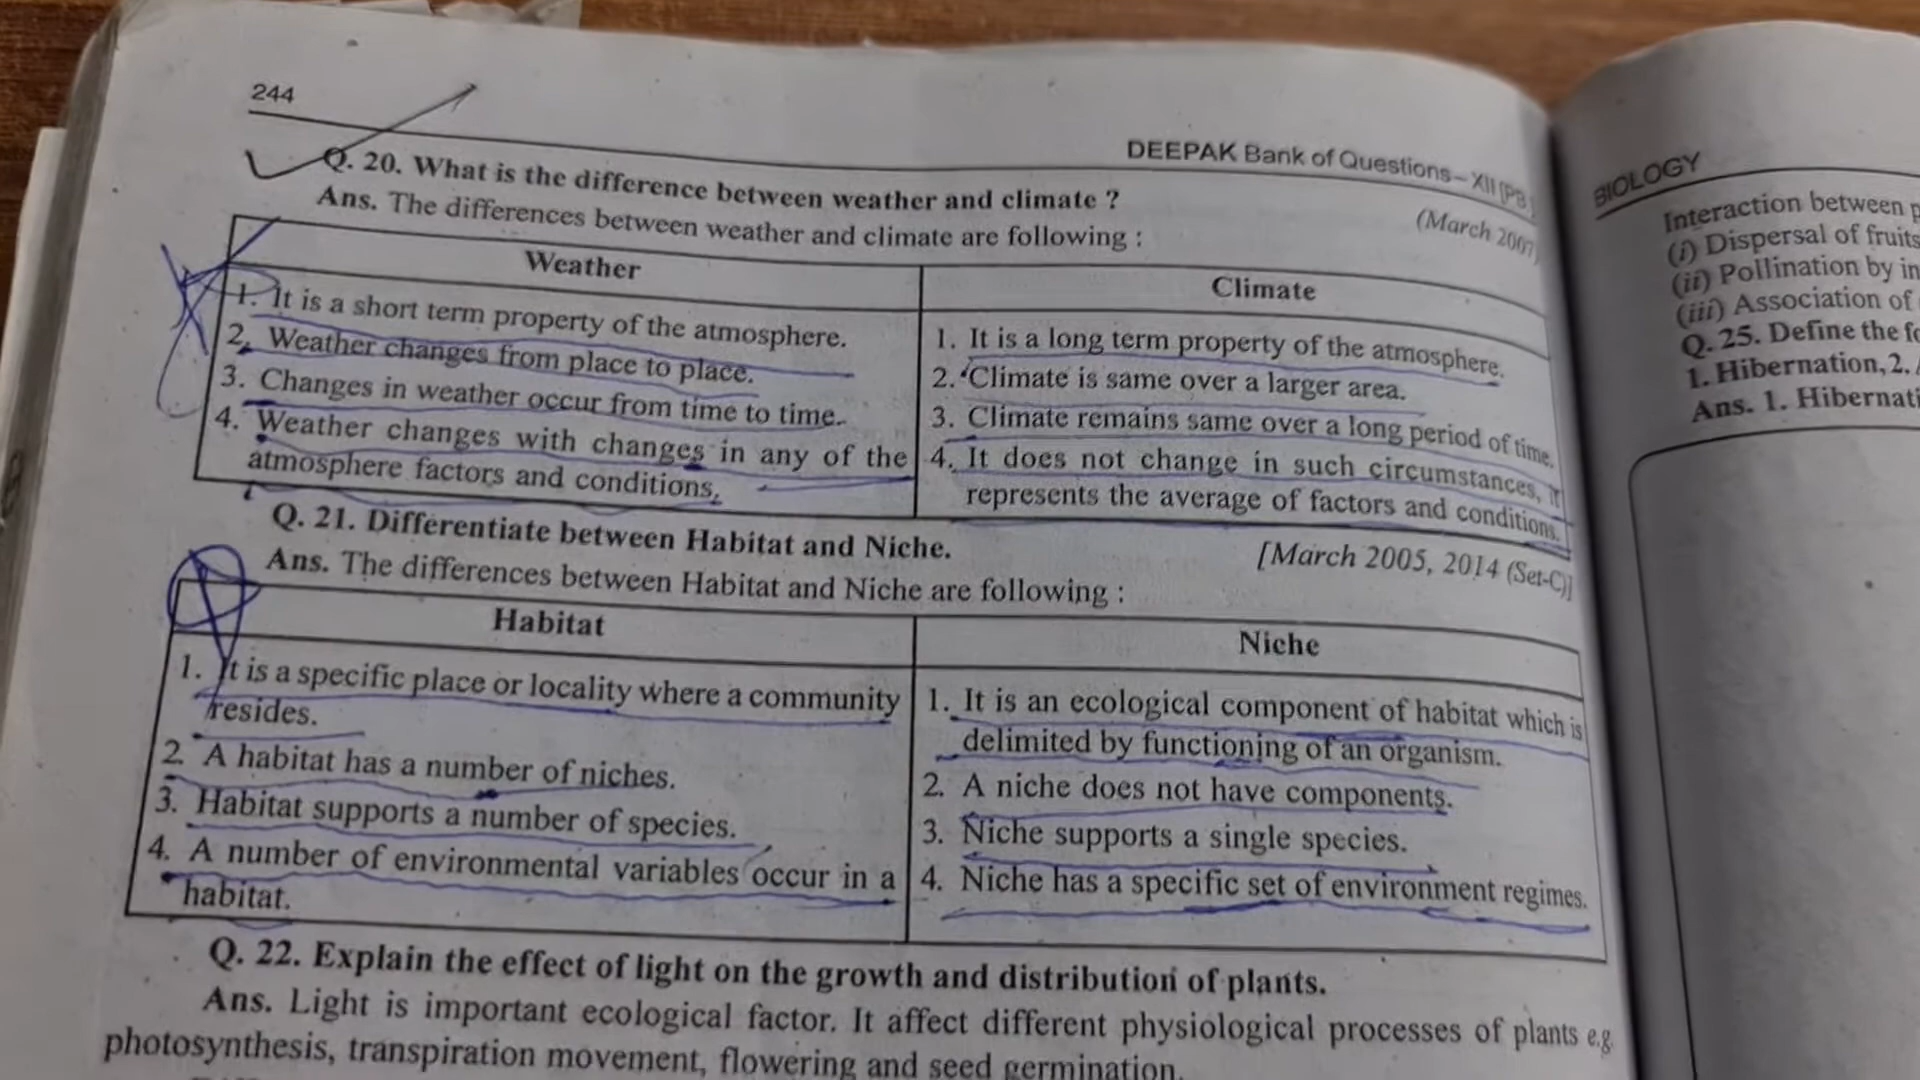 244
DEEPAK Bank of Questions–XII (PB)
Q. 20. What is the difference between weather and climate ?
(March 2007)
Ans. The differences between weather and climate are following :
Weather
1. It is a short term property of the atmosphere.
2. Weather changes from place to place.
3. Changes in weather occur from time to time.
4. Weather changes with changes in any of the
atmosphere factors and conditions.
Climate
1. It is a long term property of the atmosphere.
2. Climate is same over a larger area.
3. Climate remains same over a long period of time.
4. It does not change in such circumstances, it
represents the average of factors and conditions.
Q. 21. Differentiate between Habitat and Niche.
[March 2005, 2014 (Set-C)]
Ans. The differences between Habitat and Niche are following :
Habitat
1. It is a specific place or locality where a community
resides.
2. A habitat has a number of niches.
3. Habitat supports a number of species.
4. A number of environmental variables occur in a
habitat.
Niche
1. It is an ecological component of habitat which is
delimited by functioning of an organism.
2. A niche does not have components.
3. Niche supports a single species.
4. Niche has a specific set of environment regimes.
Q. 22. Explain the effect of light on the growth and distribution of plants.
Ans. Light is important ecological factor. It affect different physiological processes of plants e.g.
photosynthesis, transpiration movement, flowering and seed germination.
BIOLOGY
Interaction between
(i) Dispersal of fruits
(ii) Pollination by
(iii) Association of
Q. 25. Define the
1. Hibernation, 2.
Ans. 1.